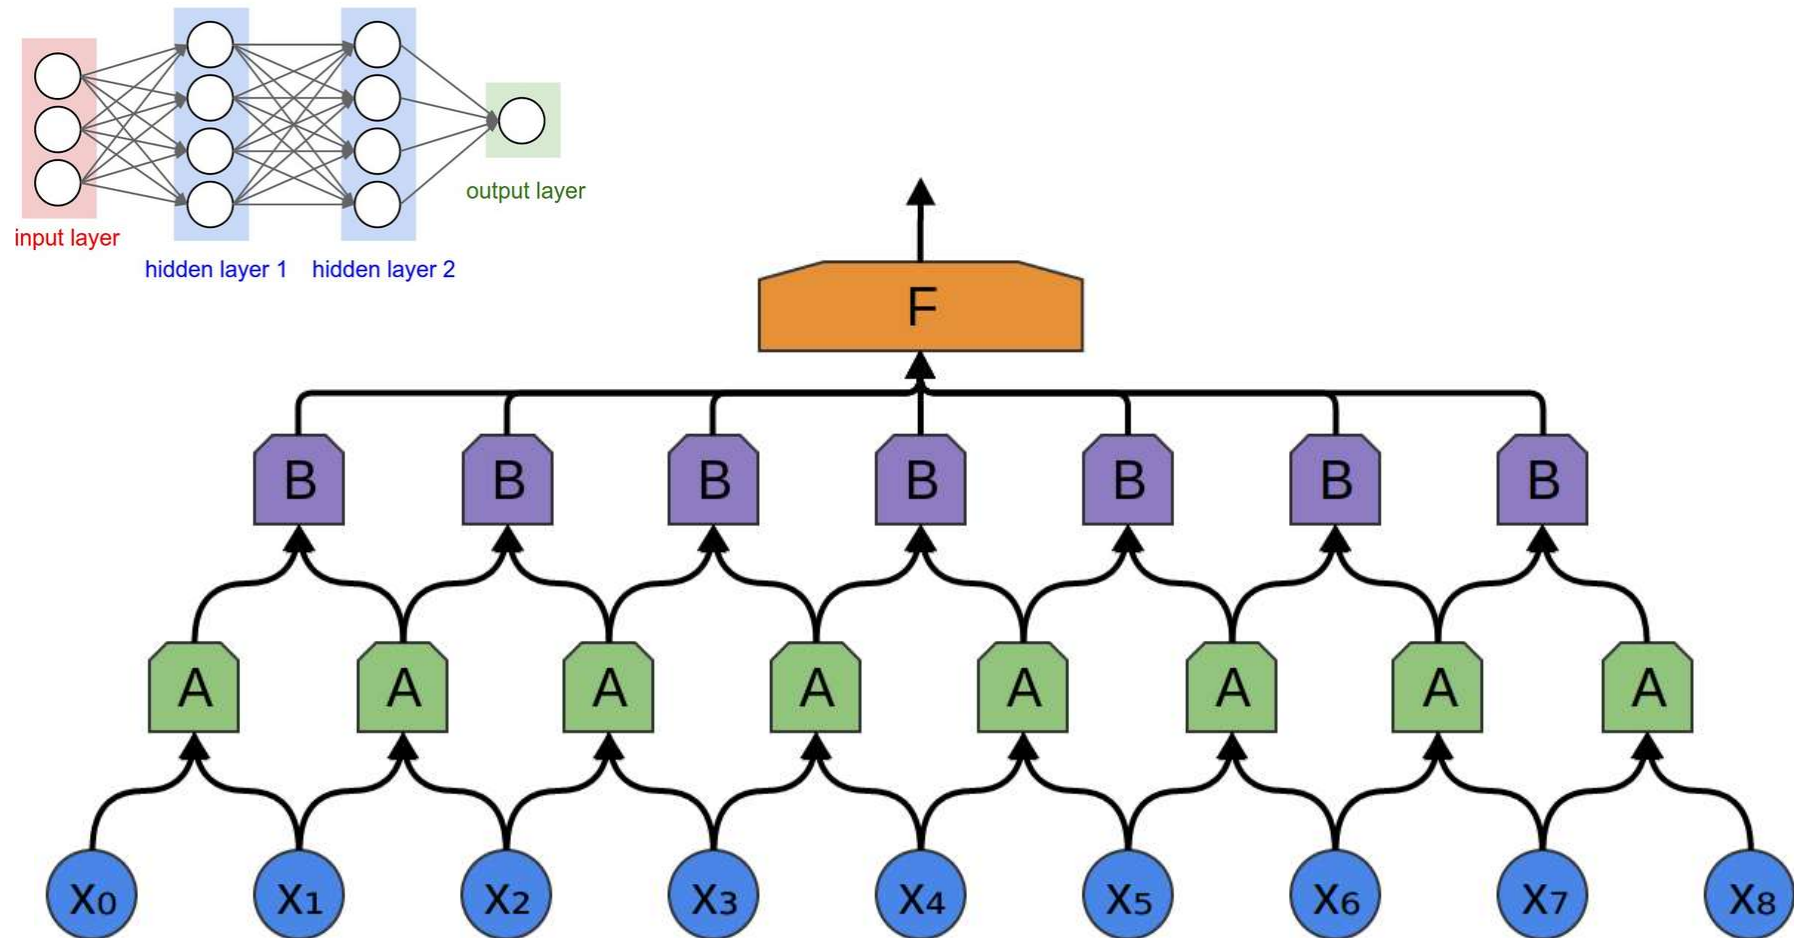 output layer
input layer
hidden layer 1 hidden layer 2
F
B B B B B B B
A A A A A A A A
X0 X1 X2 X3 X4 X5 X6 X7 X8